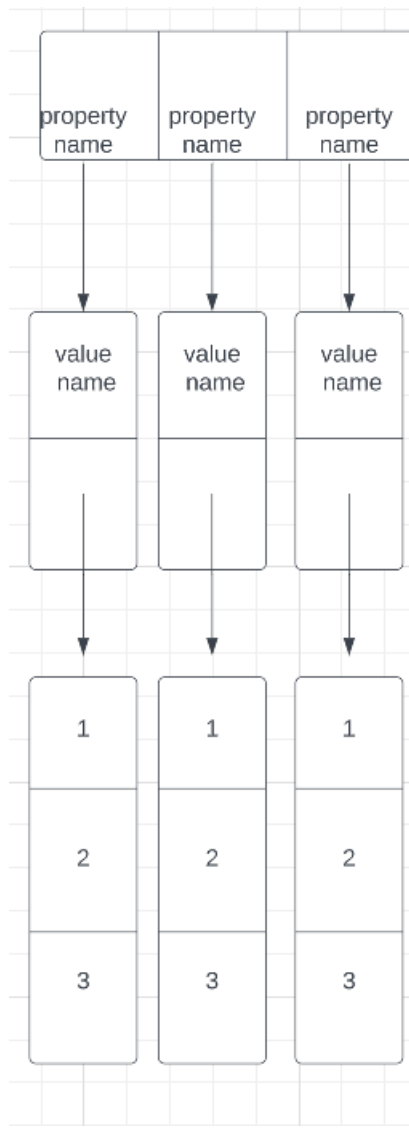 property property property
name name name
value value value
name name name
1 1 1
2 2 2
3 3 3